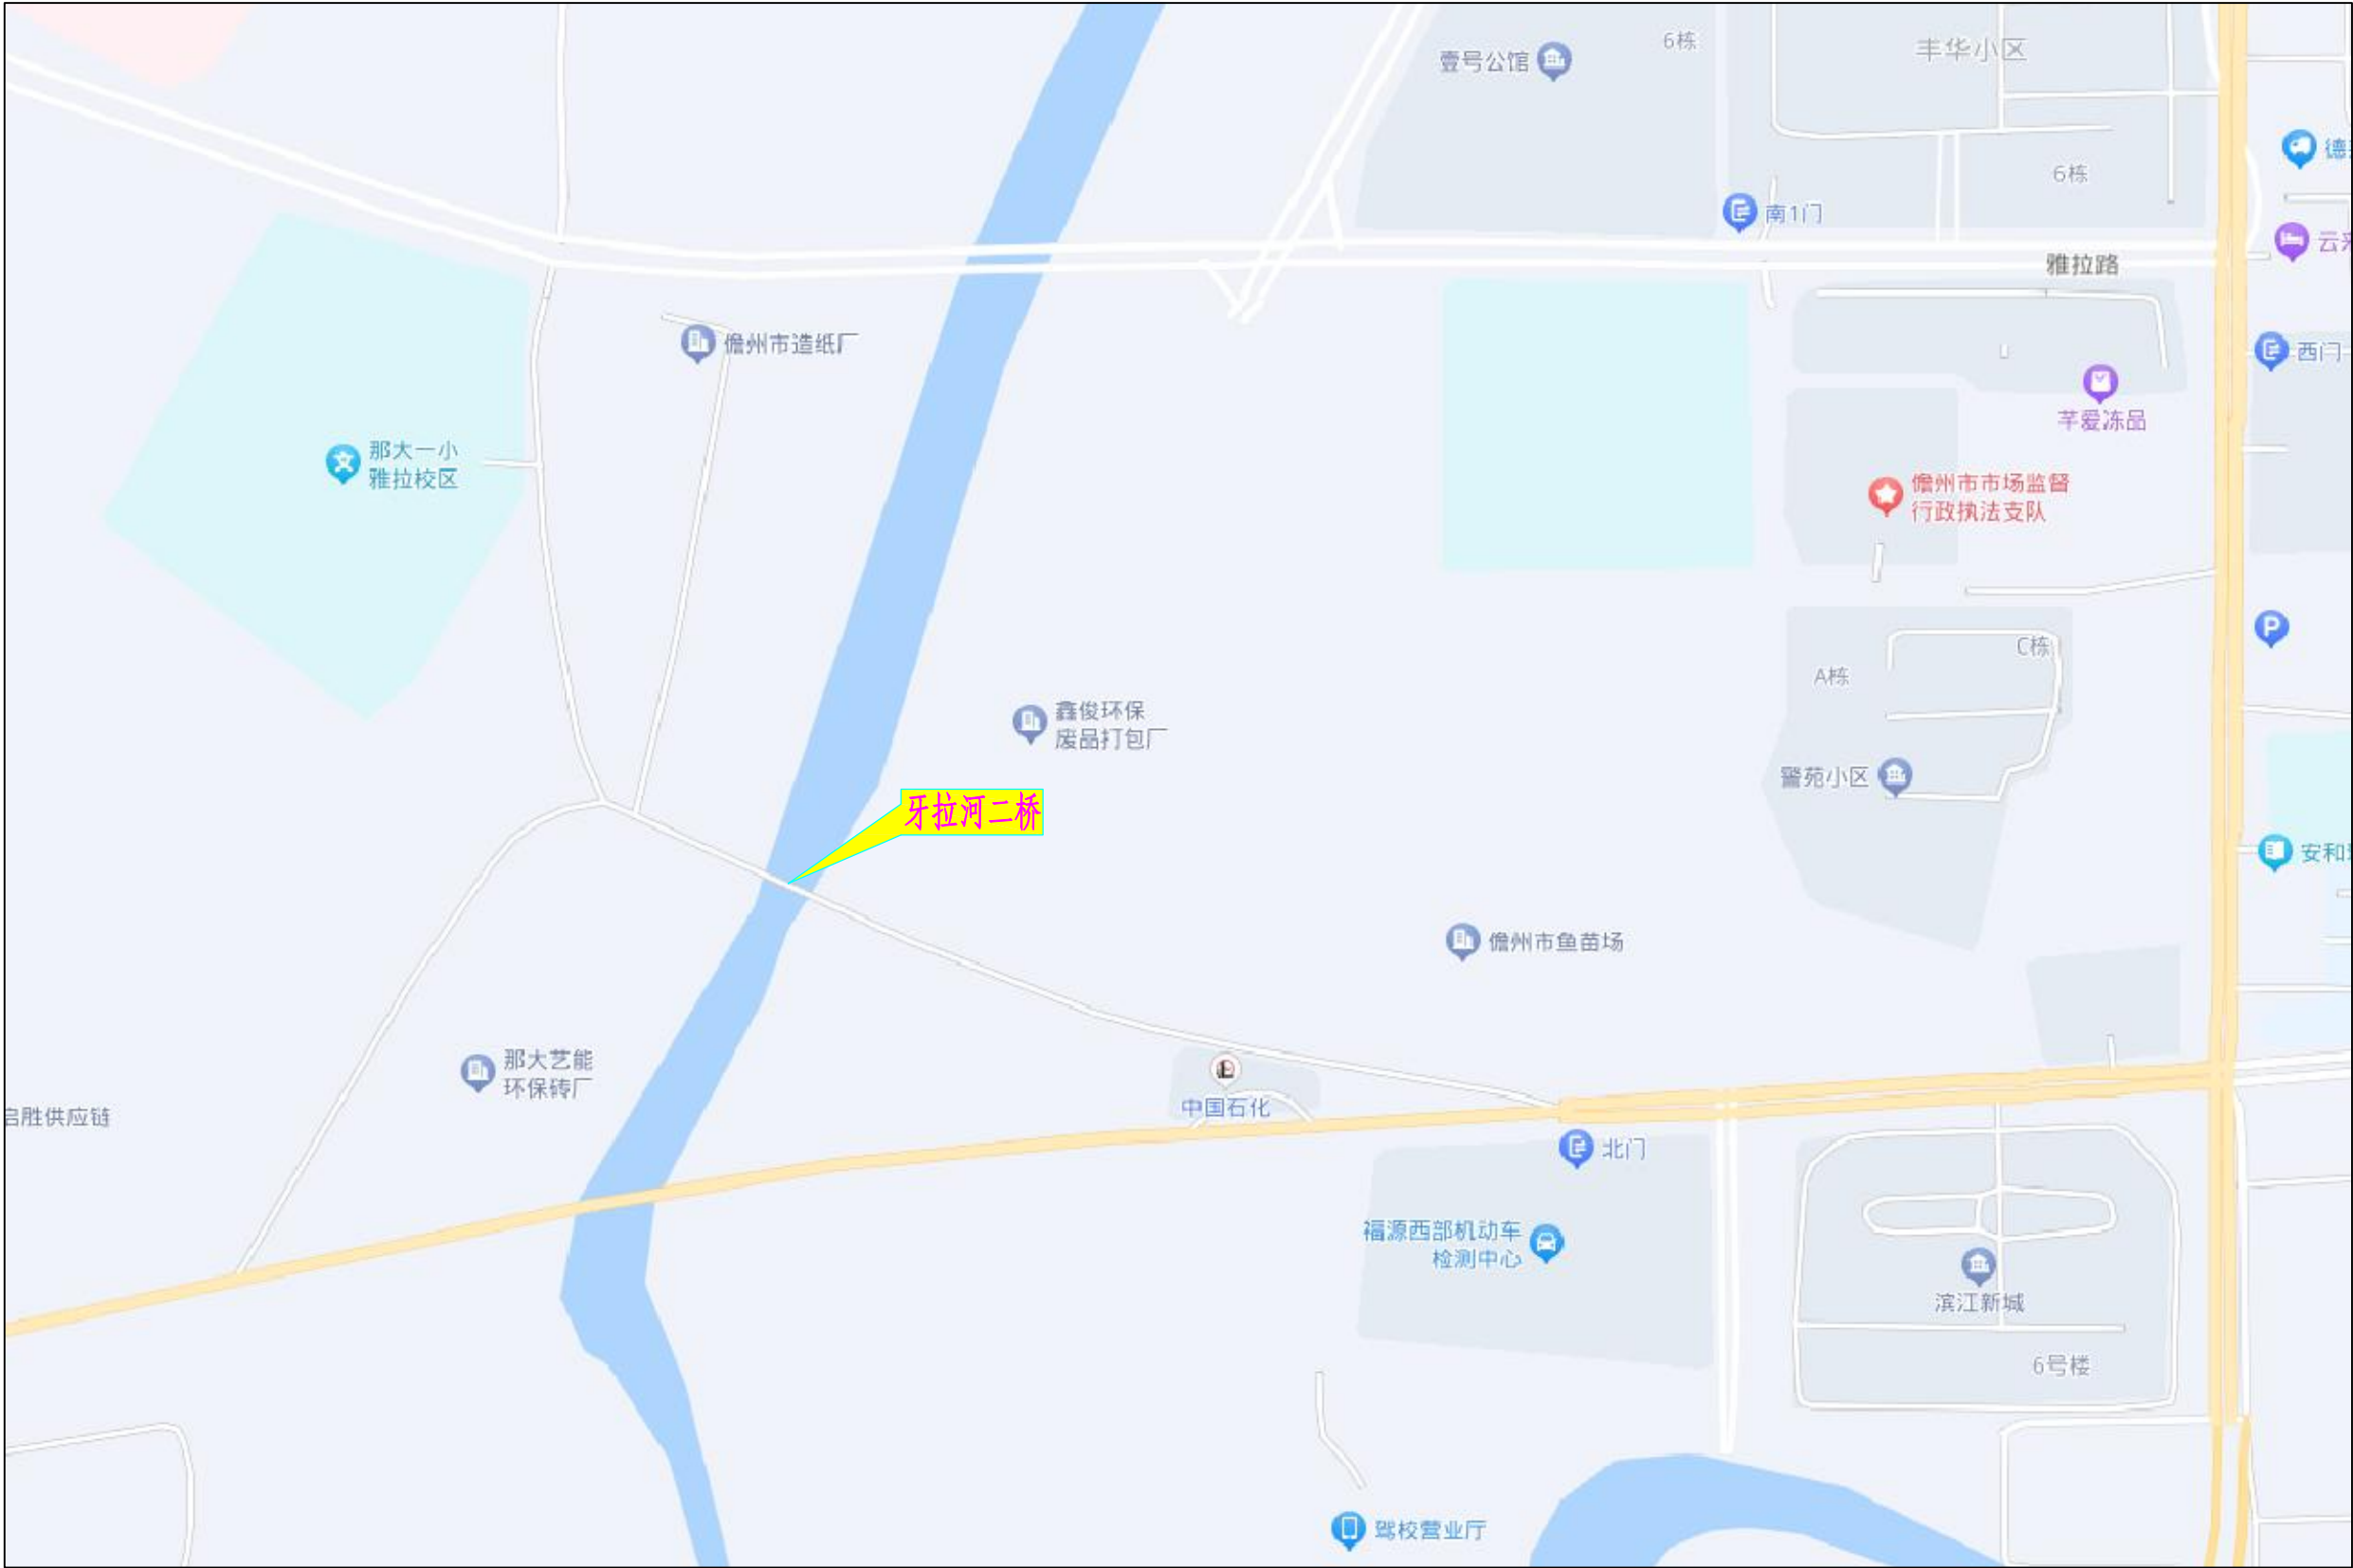 壹号公馆
6栋
丰华小区
德
6栋
南1门
云
雅拉路
儋州市造纸厂
西门
芊爱冻品
那大一小
雅拉校区
儋州市市场监督
行政执法支队
P
C栋
A栋
鑫俊环保
废品打包厂
警苑小区
牙拉河二桥
安和
儋州市鱼苗场
那大艺能
环保砖厂
中国石化
启胜供应链
北门
福源西部机动车
检测中心
滨江新城
6号楼
驾校营业厅